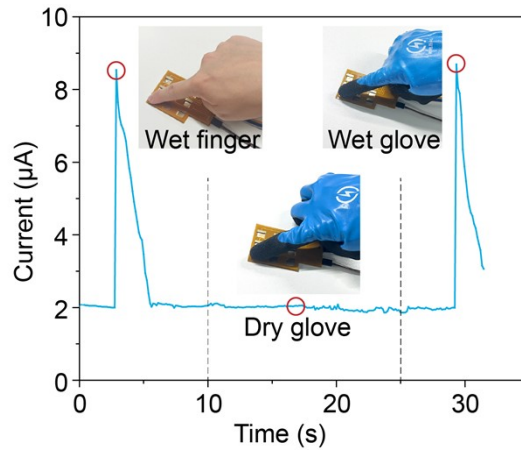 10
8
6
4
2
0
Current (μA)
Wet finger
Wet glove
Dry glove
0
10
20
30
Time (s)